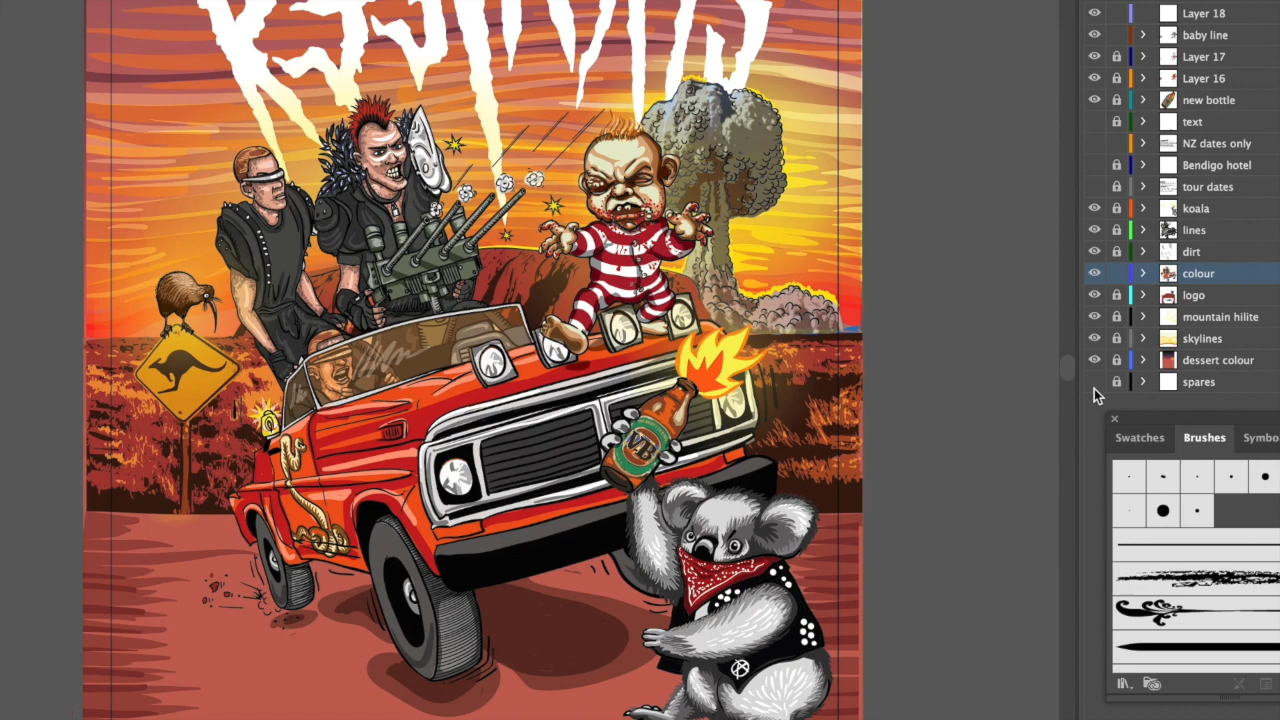 Layer 18
baby line
Layer 17
Layer 16
new bottle
text
NZ dates only
Bendigo hotel
tour dates
koala
lines
dirt
colour
logo
mountain hilite
skylines
dessert colour
spares
Swatches Brushes Symbo
VB